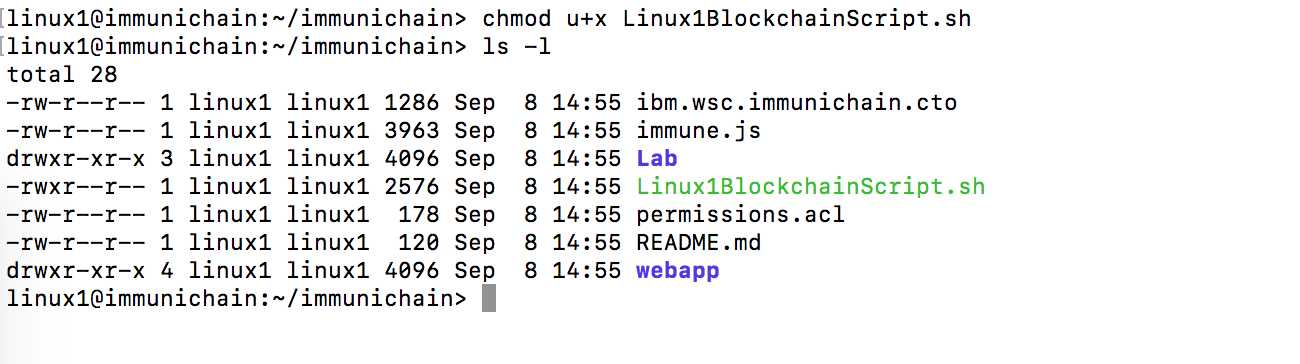 [linux1@immunichain:~/immunichain> chmod u+x Linux1BlockchainScript.sh
[linux1@immunichain:~/immunichain> ls -l
total 28
-rw-r--r-- 1 linux1 linux1 1286 Sep  8 14:55 ibm.wsc.immunichain.cto
-rw-r--r-- 1 linux1 linux1 3963 Sep  8 14:55 immune.js
drwxr-xr-x 3 linux1 linux1 4096 Sep  8 14:55 Lab
-rwxr--r-- 1 linux1 linux1 2576 Sep  8 14:55 Linux1BlockchainScript.sh
-rw-r--r-- 1 linux1 linux1  178 Sep  8 14:55 permissions.acl
-rw-r--r-- 1 linux1 linux1  120 Sep  8 14:55 README.md
drwxr-xr-x 4 linux1 linux1 4096 Sep  8 14:55 webapp
linux1@immunichain:~/immunichain>